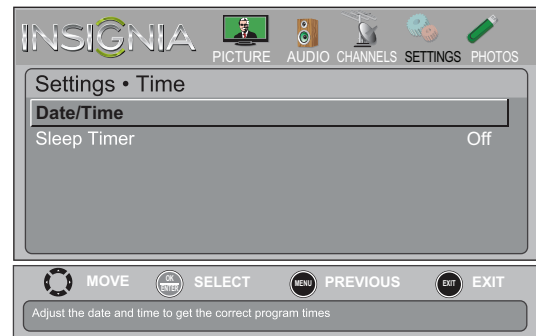 INSIGNIA
PICTURE AUDIO CHANNELS SETTINGS PHOTOS
Settings • Time
Date/Time
Sleep Timer Off
MOVE OK ENTER SELECT MENU PREVIOUS EXIT EXIT
Adjust the date and time to get the correct program times